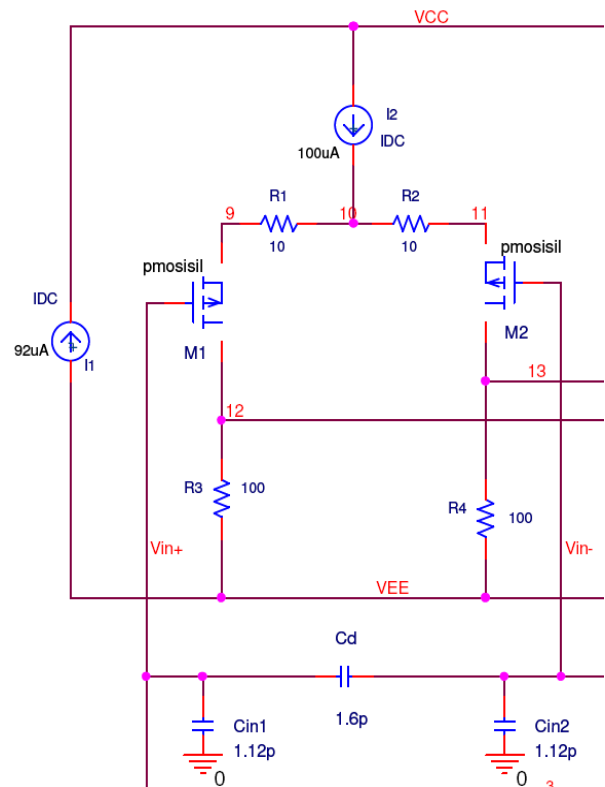 VCC
I2
IDC
100uA
R1
R2
9
10
11
10
10
pmosisil
pmosisil
IDC
92uA
I1
M1
M2
13
12
R3
100
R4
100
Vin+
Vin-
VEE
Cd
1.6p
Cin1
1.12p
Cin2
1.12p
0
0
3